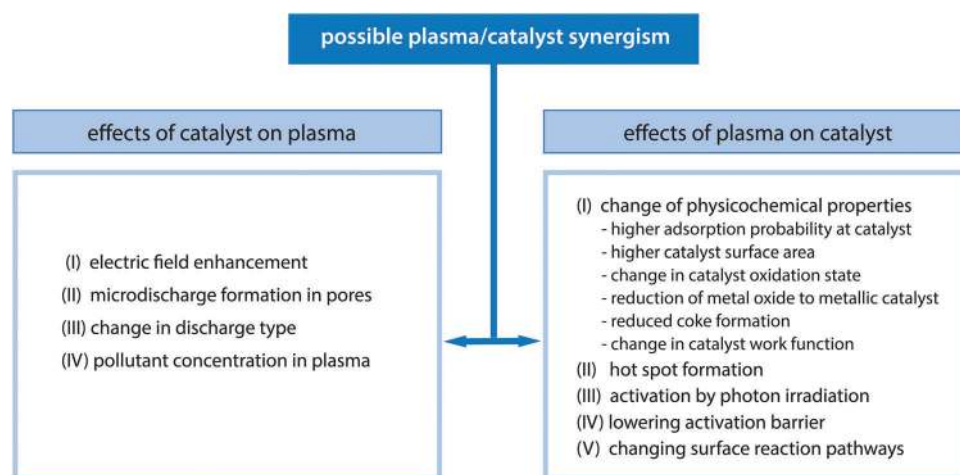 possible plasma/catalyst synergism
effects of catalyst on plasma
(I) electric field enhancement
(II) microdischarge formation in pores
(III) change in discharge type
(IV) pollutant concentration in plasma
effects of plasma on catalyst
(I) change of physicochemical properties
- higher adsorption probability at catalyst
- higher catalyst surface area
- change in catalyst oxidation state
- reduction of metal oxide to metallic catalyst
- reduced coke formation
- change in catalyst work function
(II) hot spot formation
(III) activation by photon irradiation
(IV) lowering activation barrier
(V) changing surface reaction pathways